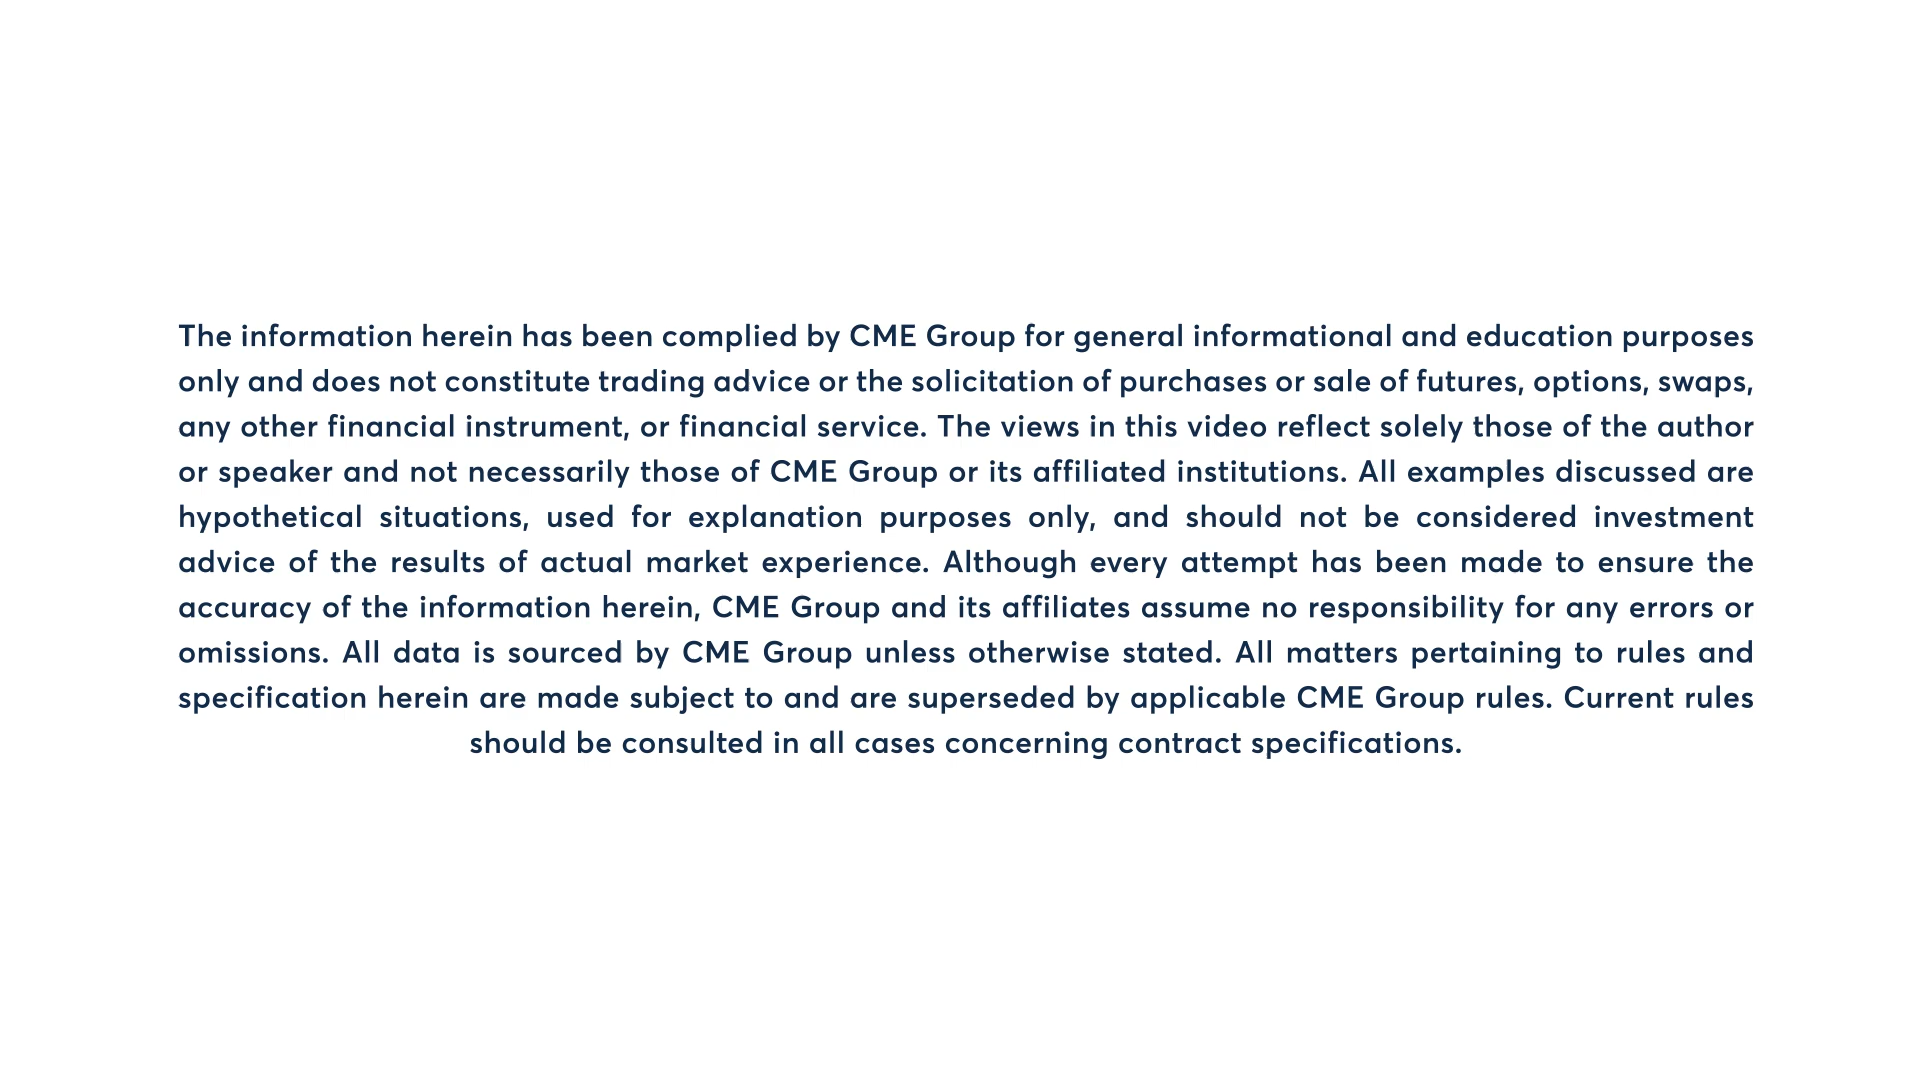 The information herein has been complied by CME Group for general informational and education purposes
only and does not constitute trading advice or the solicitation of purchases or sale of futures, options, swaps,
any other financial instrument, or financial service. The views in this video reflect solely those of the author
or speaker and not necessarily those of CME Group or its affiliated institutions. All examples discussed are
hypothetical situations, used for explanation purposes only, and should not be considered investment
advice of the results of actual market experience. Although every attempt has been made to ensure the
accuracy of the information herein, CME Group and its affiliates assume no responsibility for any errors or
omissions. All data is sourced by CME Group unless otherwise stated. All matters pertaining to rules and
specification herein are made subject to and are superseded by applicable CME Group rules. Current rules
should be consulted in all cases concerning contract specifications.